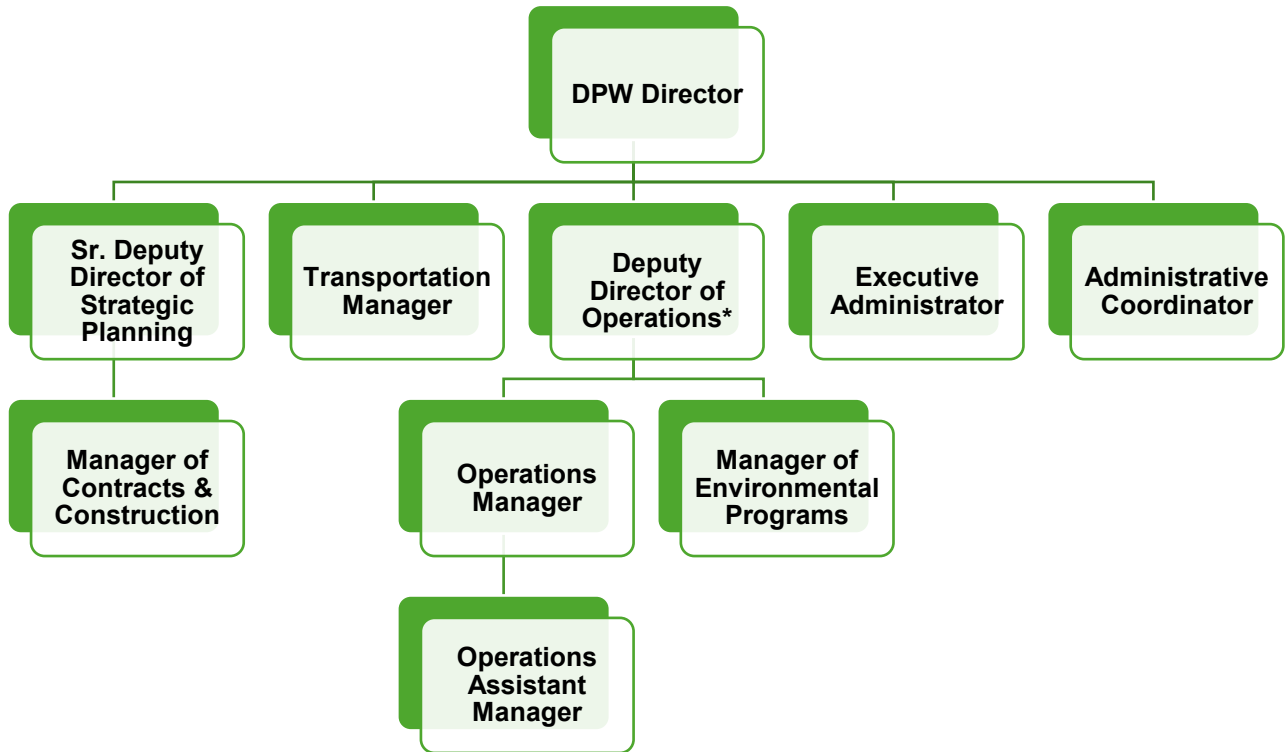 DPW Director
Sr. Deputy
Director of
Strategic
Planning
Transportation
Manager
Deputy
Director of
Operations*
Executive
Administrator
Administrative
Coordinator
Manager of
Contracts &
Construction
Operations
Manager
Manager of
Environmental
Programs
Operations
Assistant
Manager